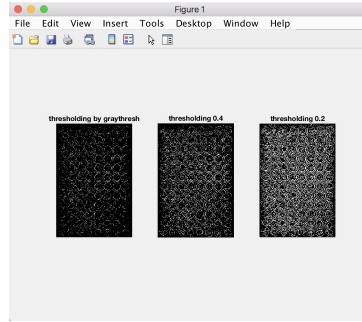 Figure 1
File Edit View Insert Tools Desktop Window Help
thresholding by graythresh
thresholding 0.4
thresholding 0.2